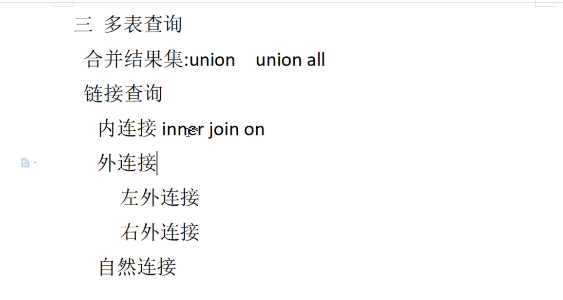 三 多表查询
合并结果集:union union all
链接查询
内连接 inner join on
外连接
左外连接
右外连接
自然连接